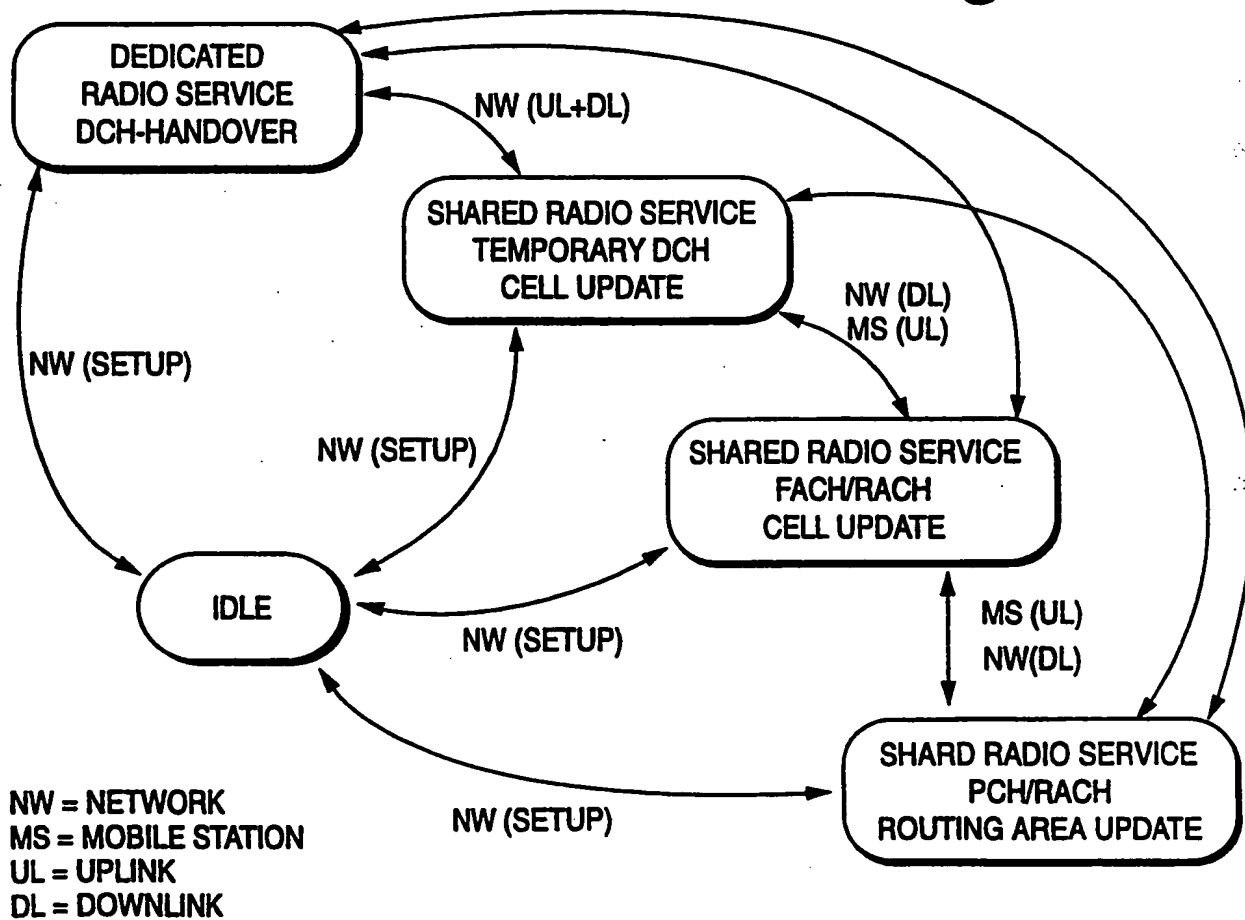 DEDICATED
RADIO SERVICE
DCH-HANDOVER
NW (UL+DL)
SHARED RADIO SERVICE
TEMPORARY DCH
CELL UPDATE
NW (DL)
MS (UL)
NW (SETUP)
NW (SETUP)
SHARED RADIO SERVICE
FACH/RACH
CELL UPDATE
IDLE
NW (SETUP)
MS (UL)
NW(DL)
SHARD RADIO SERVICE
PCH/RACH
ROUTING AREA UPDATE
NW (SETUP)
NW = NETWORK
MS = MOBILE STATION
UL = UPLINK
DL = DOWNLINK